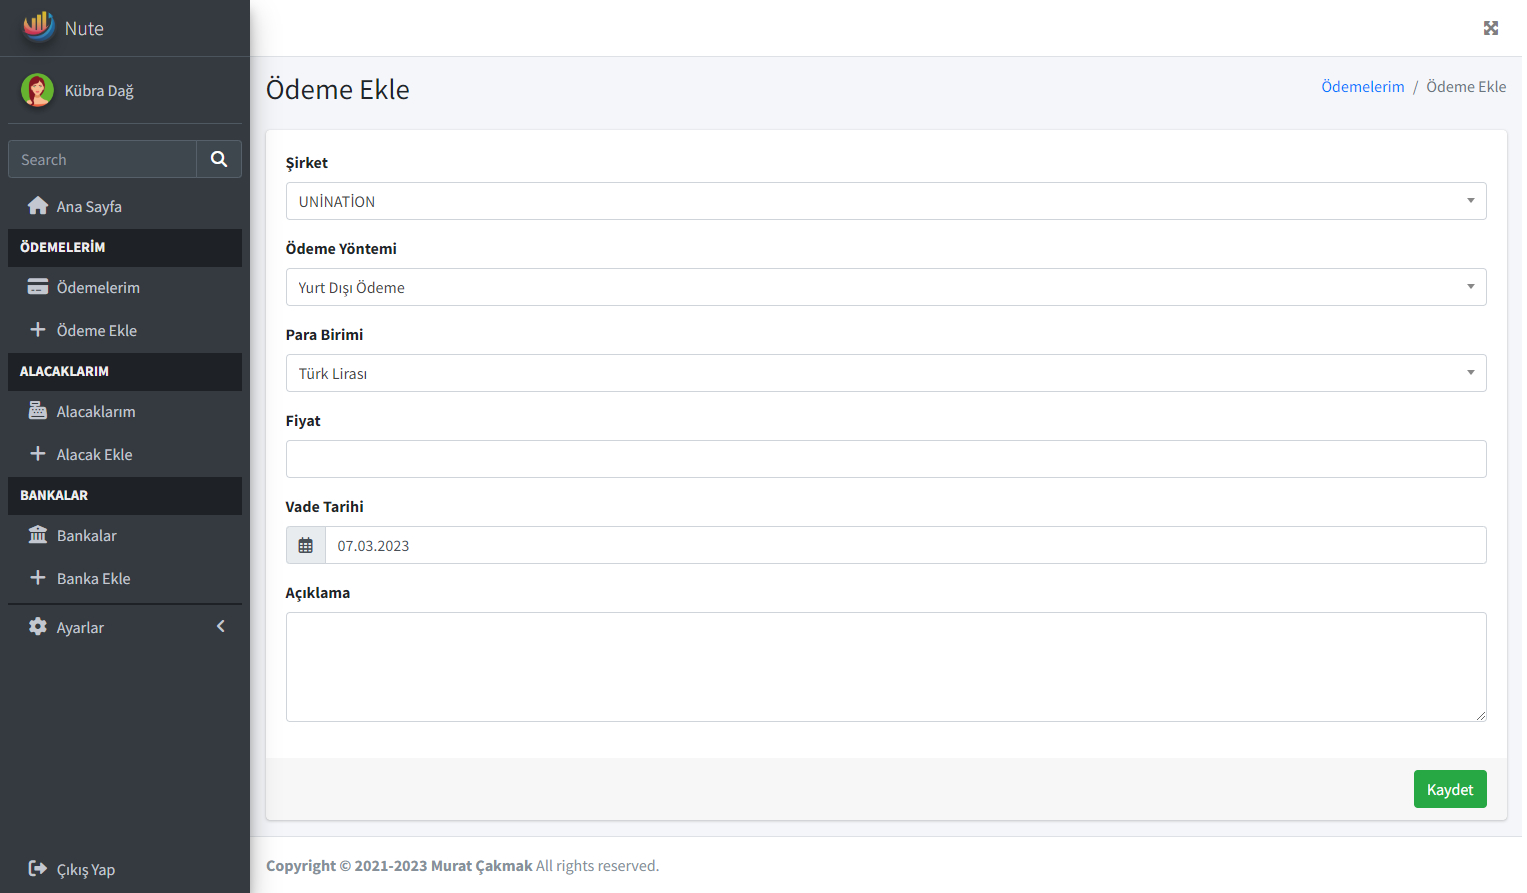 Nute
Kübra Dağ
Search
Ana Sayfa
ÖDEMELERİM
Ödemelerim
Ödeme Ekle
ALACAKLARIM
Alacaklarım
Alacak Ekle
BANKALAR
Bankalar
Banka Ekle
Ayarlar
Çıkış Yap
Ödeme Ekle
Ödemelerim / Ödeme Ekle
Şirket
UNİNATİON
Ödeme Yöntemi
Yurt Dışı Ödeme
Para Birimi
Türk Lirası
Fiyat
Vade Tarihi
07.03.2023
Açıklama
Kaydet
Copyright © 2021-2023 Murat Çakmak All rights reserved.